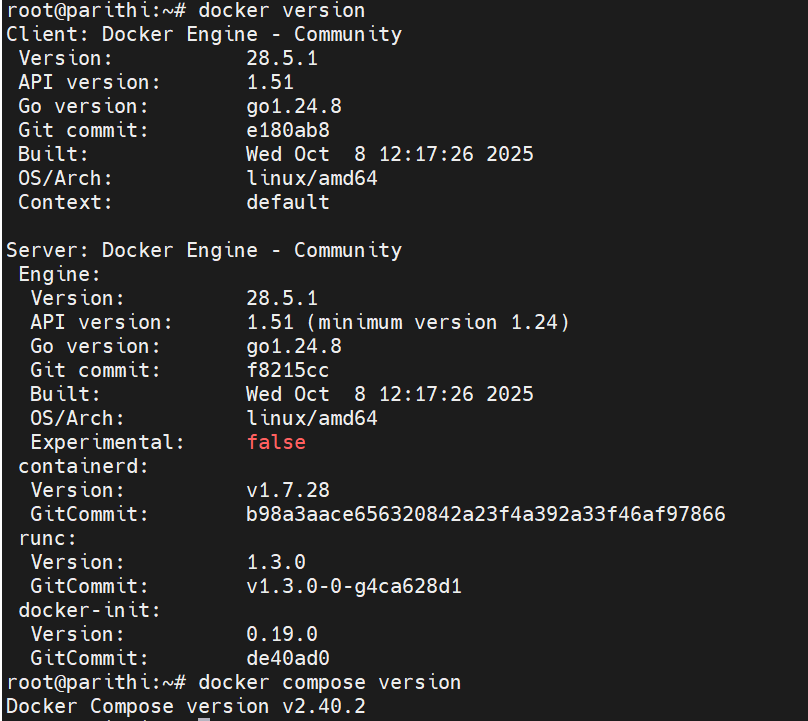 root@parithi:~# docker version
Client: Docker Engine - Community
 Version:           28.5.1
 API version:       1.51
 Go version:        go1.24.8
 Git commit:        e180ab8
 Built:             Wed Oct  8 12:17:26 2025
 OS/Arch:           linux/amd64
 Context:           default

Server: Docker Engine - Community
 Engine:
  Version:          28.5.1
  API version:      1.51 (minimum version 1.24)
  Go version:       go1.24.8
  Git commit:       f8215cc
  Built:            Wed Oct  8 12:17:26 2025
  OS/Arch:          linux/amd64
  Experimental:     false
 containerd:
  Version:          v1.7.28
  GitCommit:        b98a3aace656320842a23f4a392a33f46af97866
 runc:
  Version:          1.3.0
  GitCommit:        v1.3.0-0-g4ca628d1
 docker-init:
  Version:          0.19.0
  GitCommit:        de40ad0
root@parithi:~# docker compose version
Docker Compose version v2.40.2